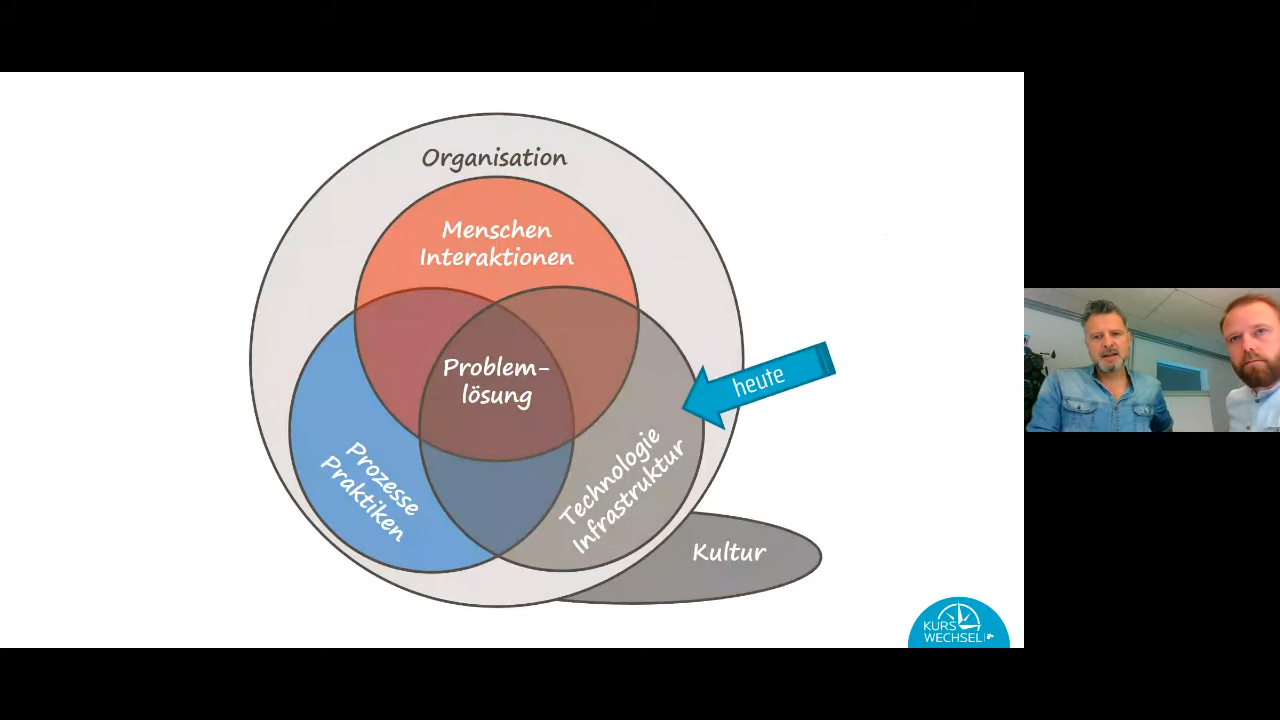 Organisation
Menschen
Interaktionen
Problem-
lösung
heute
Prozesse
Praktiken
Technologie
Infrastruktur
Kultur
KURS
WECHSEL